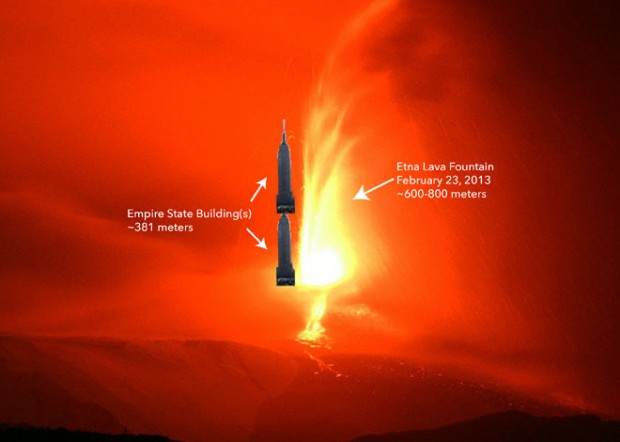 Etna Lava Fountain
February 23, 2013
~600-800 meters
Empire State Building(s)
~381 meters